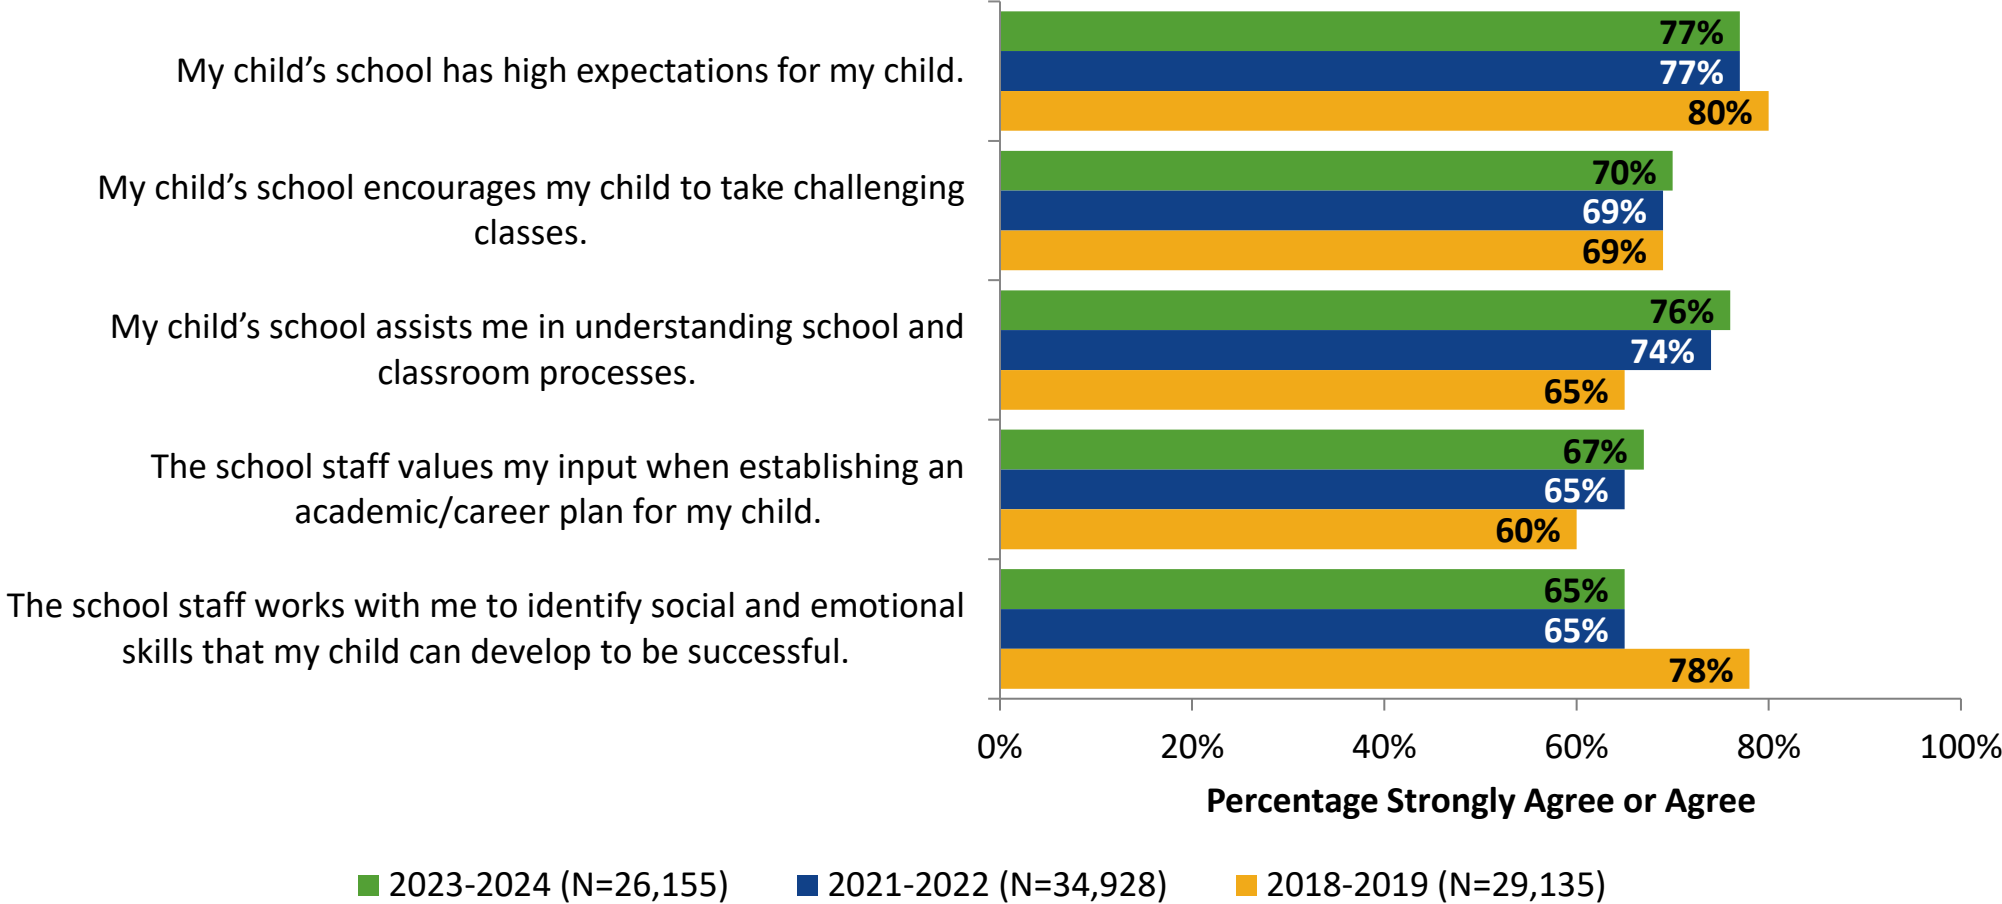 My child’s school has high expectations for my child.
77%
77%
80%
My child’s school encourages my child to take challenging
classes.
70%
69%
69%
My child’s school assists me in understanding school and
classroom processes.
76%
74%
65%
The school staff values my input when establishing an
academic/career plan for my child.
67%
65%
60%
The school staff works with me to identify social and emotional
skills that my child can develop to be successful.
65%
65%
78%
0% 20% 40% 60% 80% 100%
Percentage Strongly Agree or Agree
2023-2024 (N=26,155) 2021-2022 (N=34,928) 2018-2019 (N=29,135)